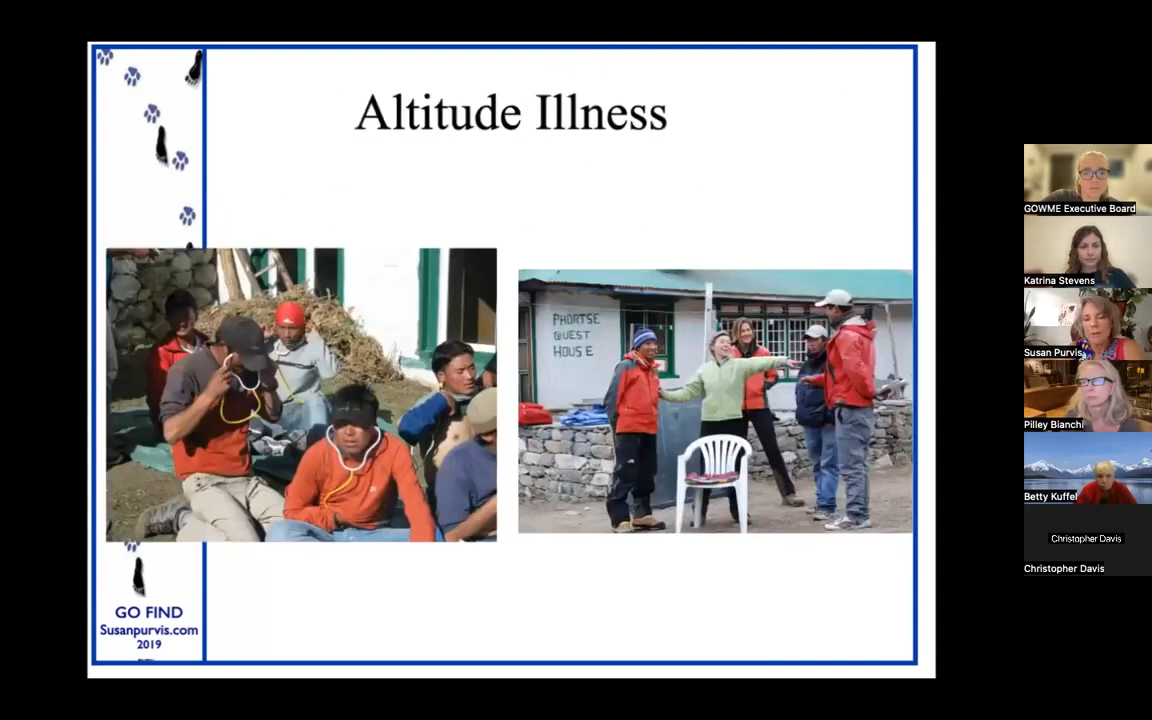 Altitude Illness
PHORTSE
GUEST
HOUSE
GO FIND
Susanpurvis.com
2019
GOWME Executive Board
Katrina Stevens
Susan Purvis
Pilley Bianchi
Betty Kuffel
Christopher Davis
Christopher Davis